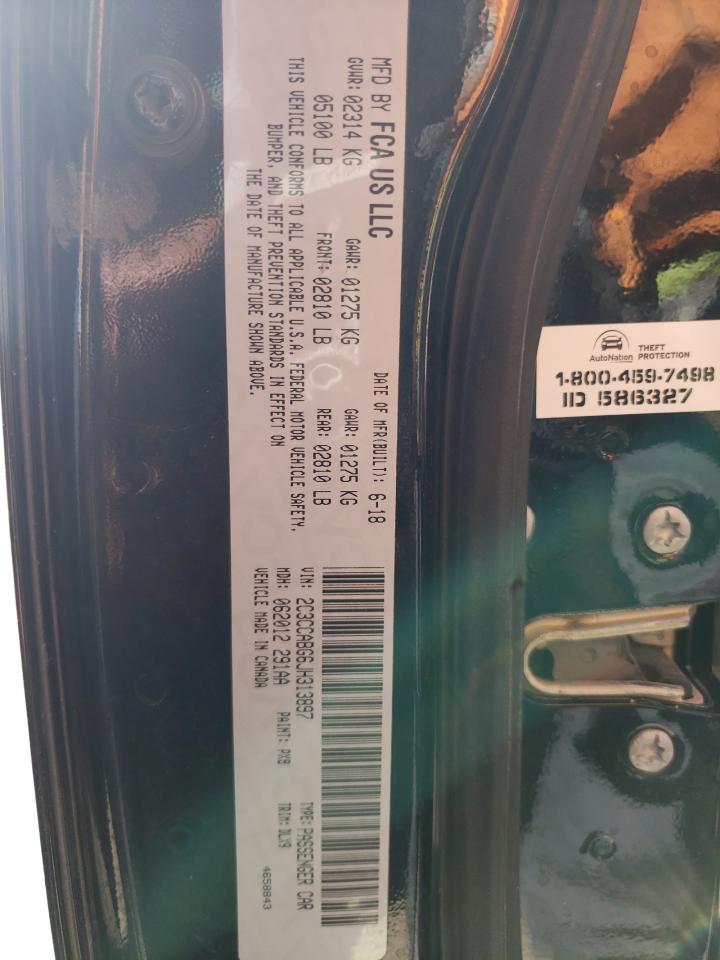 MFD BY FCA US LLC
DATE OF MFR(BUILT): 6-18
GVWR: 02314 KG
GAWR: 01275 KG
GAWR: 01275 KG
05100 LB
FRONT: 02810 LB
REAR: 02810 LB
THIS VEHICLE CONFORMS TO ALL APPLICABLE U.S.A. FEDERAL MOTOR VEHICLE SAFETY,
BUMPER, AND THEFT PREVENTION STANDARDS IN EFFECT ON
THE DATE OF MANUFACTURE SHOWN ABOVE.
VIN: 2C3CCABG6JH313897
TYPE: PASSENGER CAR
MDH: 062012 291AA
PAINT: PX8
TRIM: DLX9
VEHICLE MADE IN CANADA
4658843
AutoNation
THEFT
PROTECTION
1-800-459-7498
ID 586327